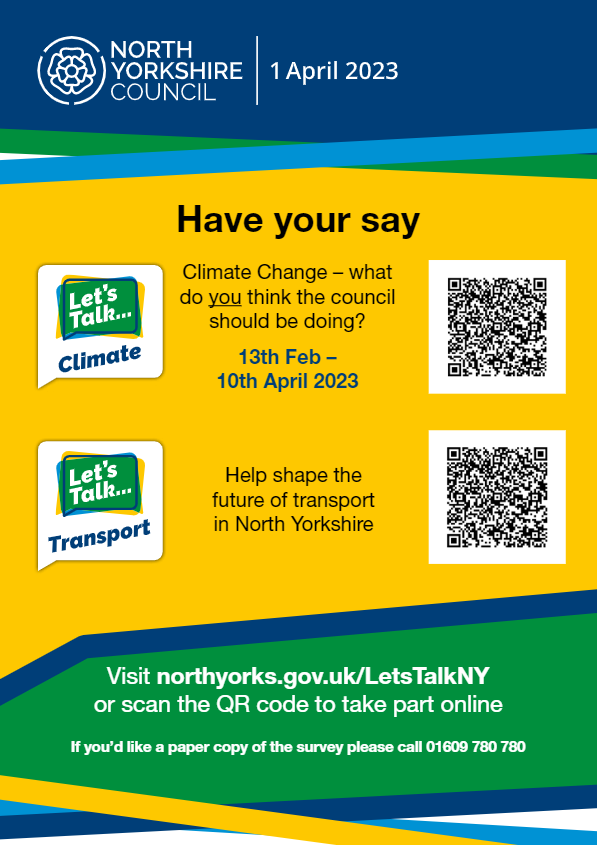 NORTH
YORKSHIRE
COUNCIL
1 April 2023
Have your say
Let's
Talk...
Climate
Climate Change – what
do you think the council
should be doing?
13th Feb –
10th April 2023
Let's
Talk...
Transport
Help shape the
future of transport
in North Yorkshire
Visit northyorks.gov.uk/LetsTalkNY
or scan the QR code to take part online
If you'd like a paper copy of the survey please call 01609 780 780